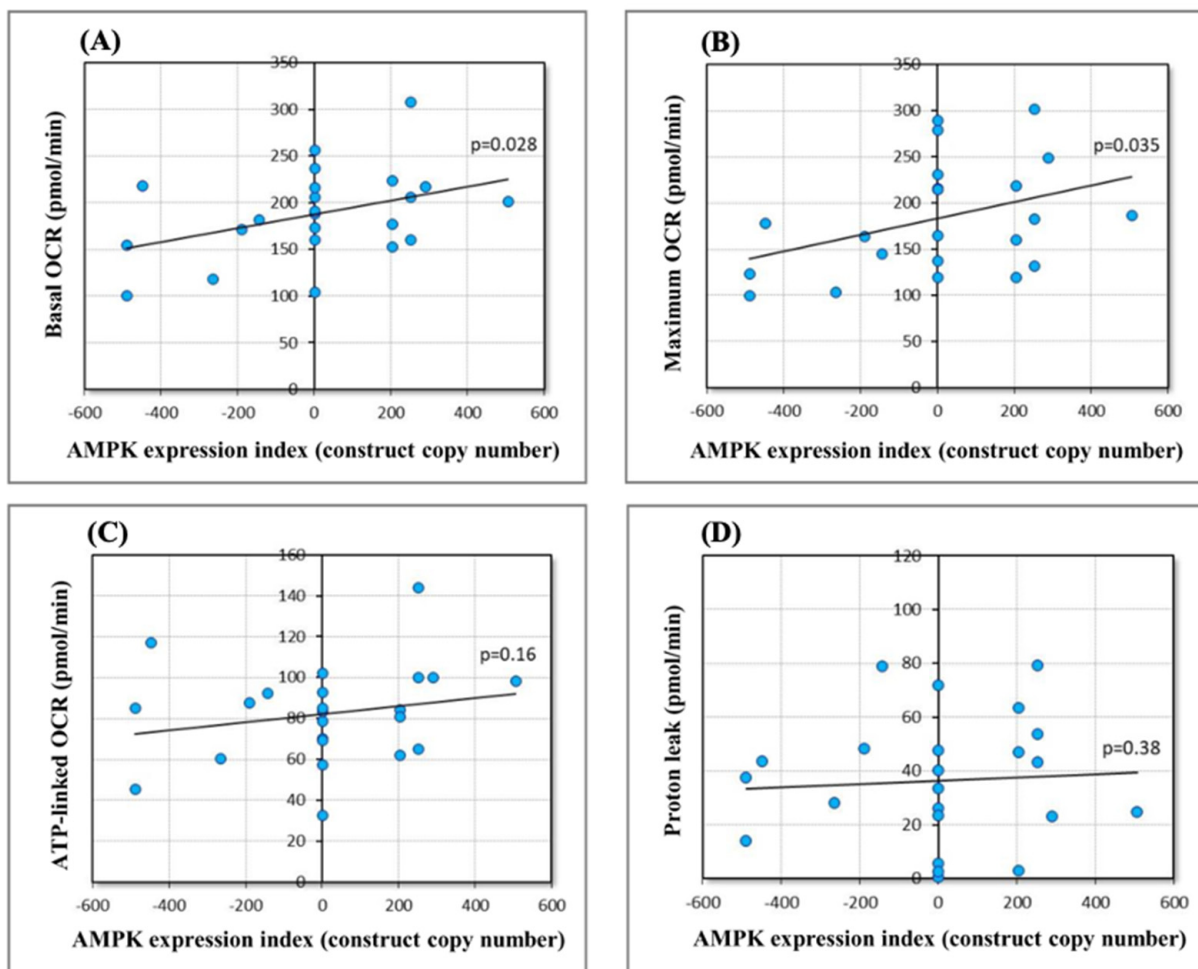 (A)
350
300
250
200
150
100
50
0
-600 -400 -200 0 200 400 600
p=0.028
Basal OCR (pmol/min)
AMPK expression index (construct copy number)
(B)
350
300
250
200
150
100
50
0
-600 -400 -200 0 200 400 600
p=0.035
Maximum OCR (pmol/min)
AMPK expression index (construct copy number)
(C)
160
140
120
100
80
60
40
20
0
-600 -400 -200 0 200 400 600
p=0.16
ATP-linked OCR (pmol/min)
AMPK expression index (construct copy number)
(D)
120
100
80
60
40
20
0
-600 -400 -200 0 200 400 600
p=0.38
Proton leak (pmol/min)
AMPK expression index (construct copy number)